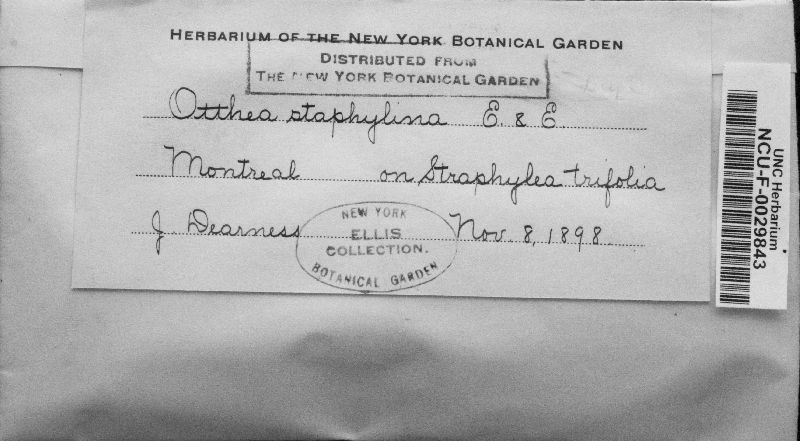 HERBARIUM OF THE NEW YORK BOTANICAL GARDEN
DISTRIBUTED FROM
THE NEW YORK BOTANICAL GARDEN
Otthea staphylina E. & E.
Montreal on Straphylea trifolia
J Dearness Nov. 8, 1898.
NEW YORK
ELLIS
COLLECTION.
BOTANICAL GARDEN
UNC Herbarium
NCU-F-0029843